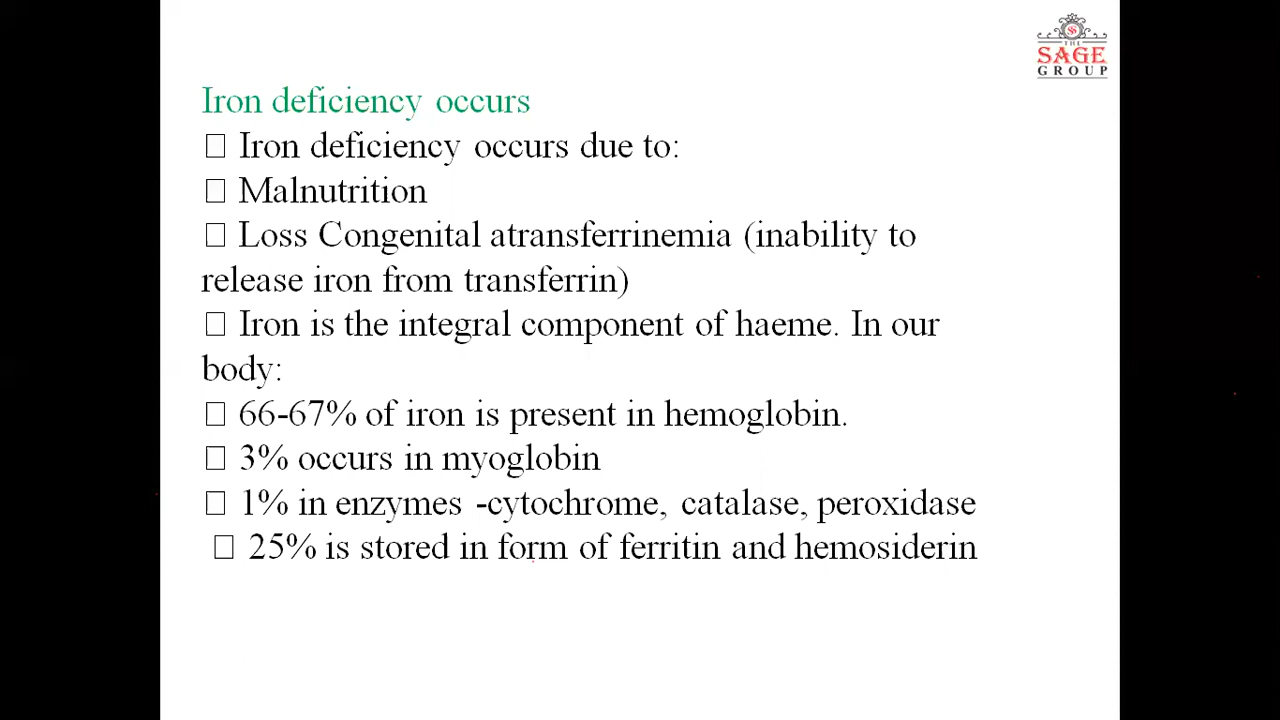 THE
SAGE
GROUP
Iron deficiency occurs
□ Iron deficiency occurs due to:
□ Malnutrition
□ Loss Congenital atransferrinemia (inability to
release iron from transferrin)
□ Iron is the integral component of haeme. In our
body:
□ 66-67% of iron is present in hemoglobin.
□ 3% occurs in myoglobin
□ 1% in enzymes -cytochrome, catalase, peroxidase
□ 25% is stored in form of ferritin and hemosiderin